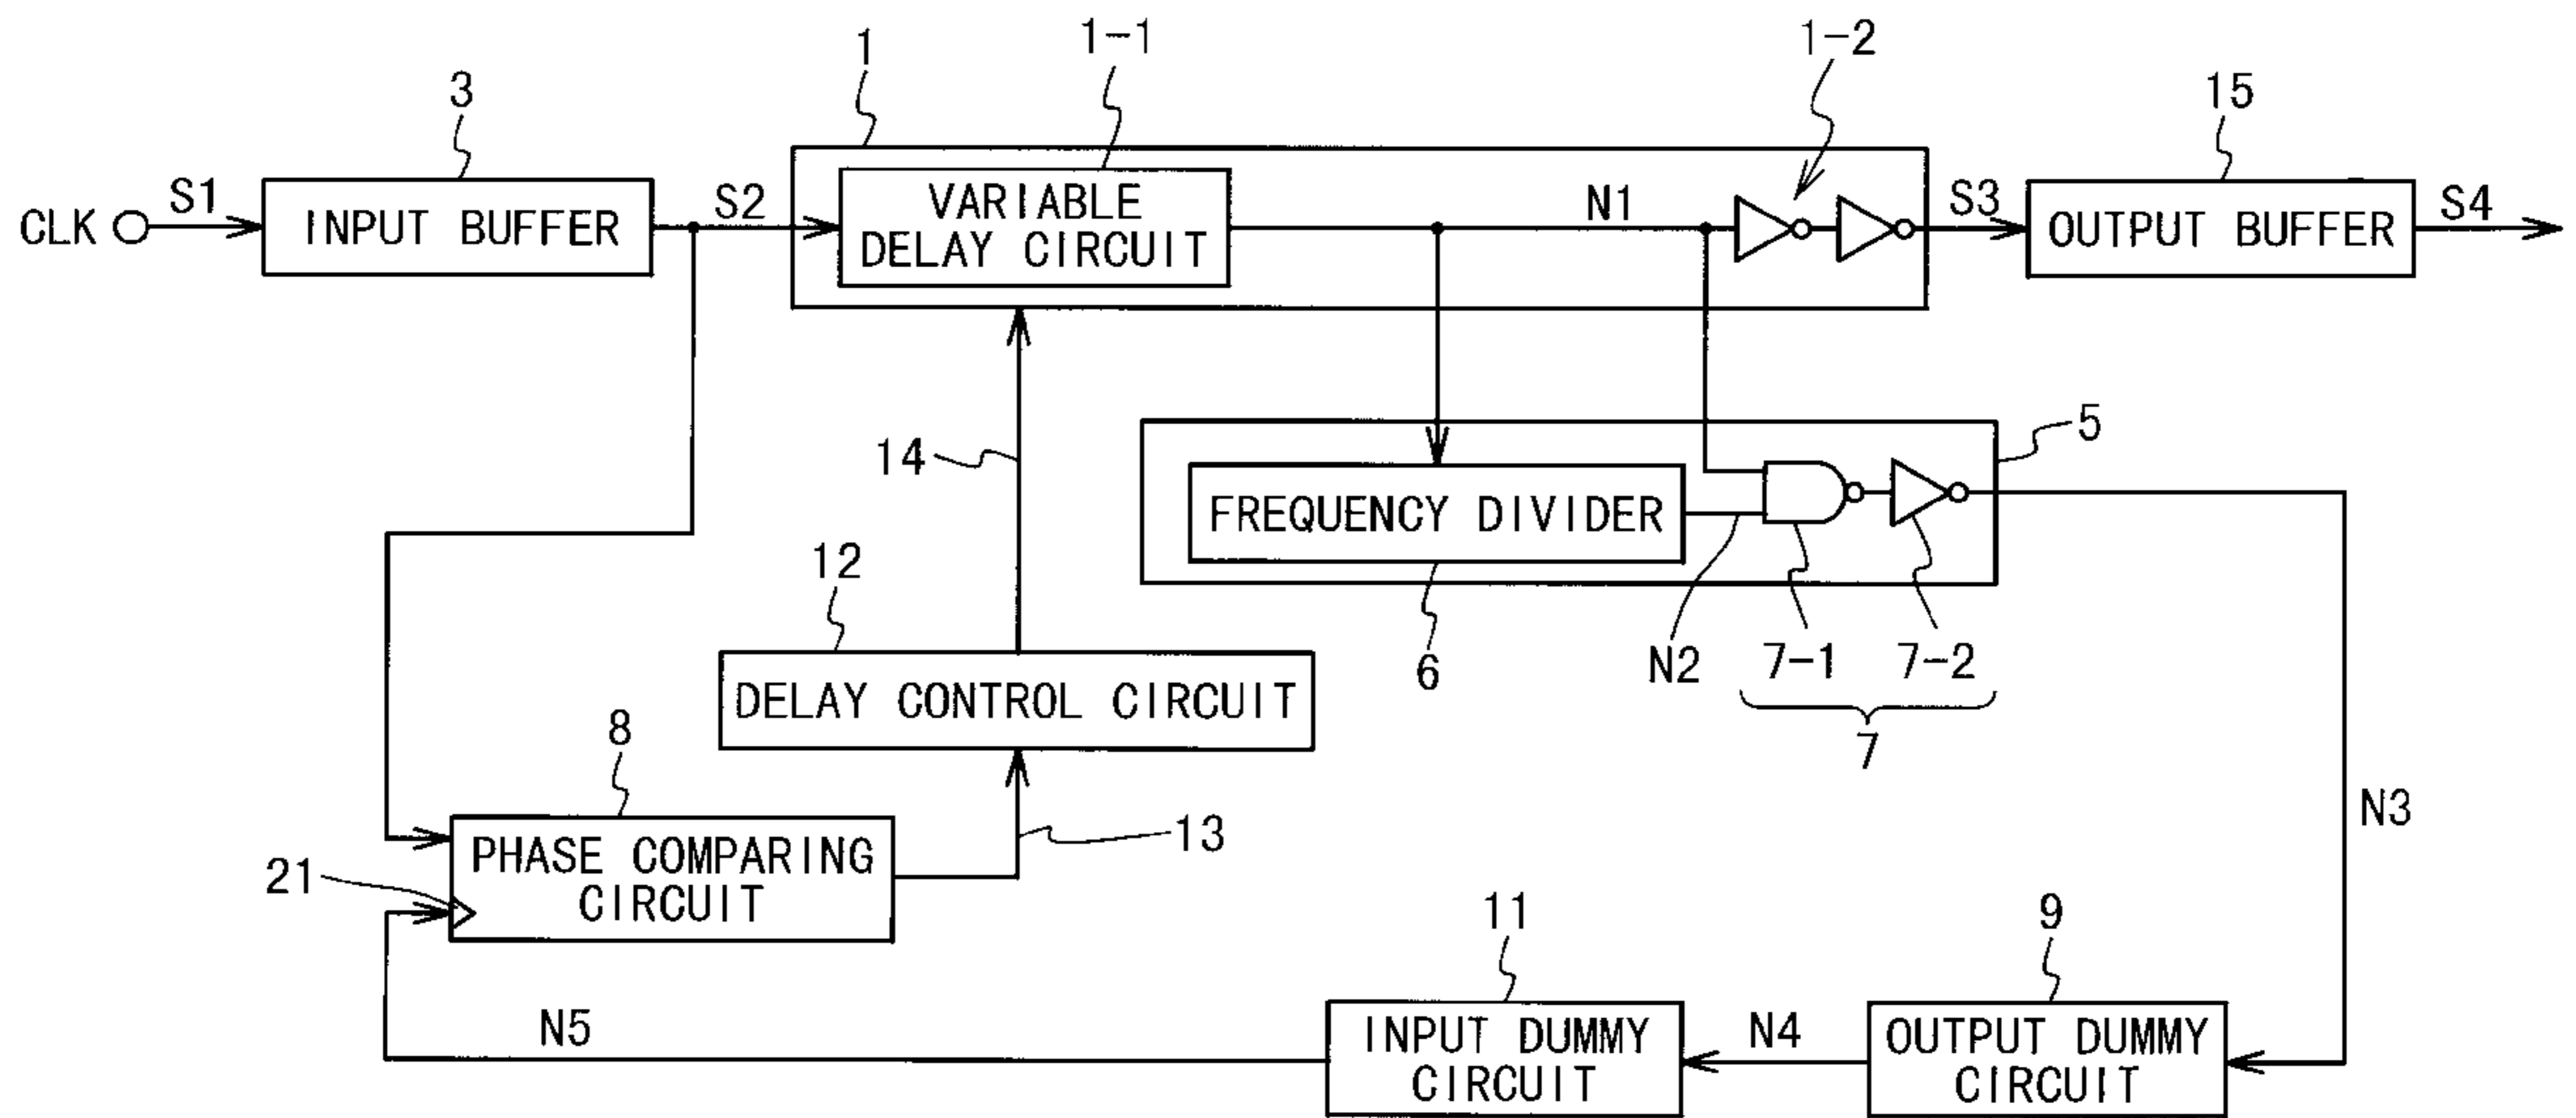 1
1-1
1-2
3
15
CLK
S1
INPUT BUFFER
S2
VARIABLE
DELAY CIRCUIT
N1
S3
OUTPUT BUFFER
S4
14
5
FREQUENCY DIVIDER
12
6
N2
7-1
7-2
7
DELAY CONTROL CIRCUIT
8
13
N3
21
PHASE COMPARING
CIRCUIT
11
9
N5
INPUT DUMMY
CIRCUIT
N4
OUTPUT DUMMY
CIRCUIT